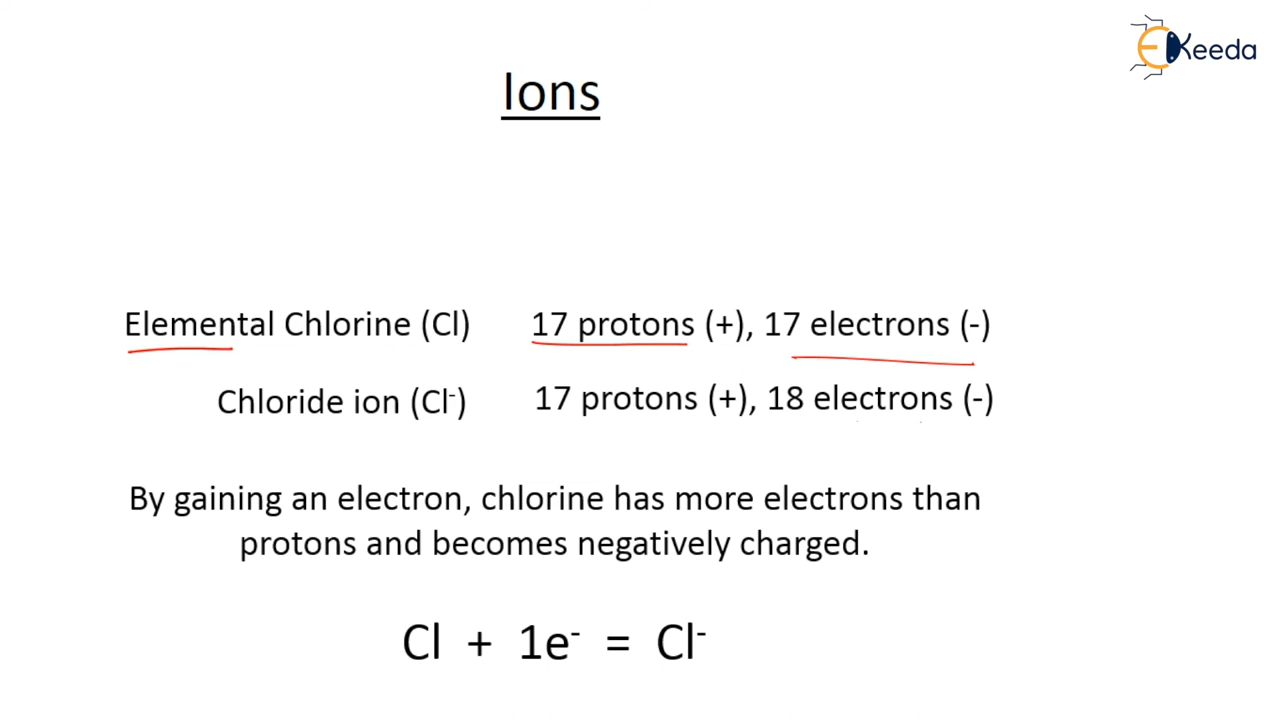 EKeeda
Ions
Elemental Chlorine (Cl) 17 protons (+), 17 electrons (-)
Chloride ion (Cl⁻) 17 protons (+), 18 electrons (-)
By gaining an electron, chlorine has more electrons than
protons and becomes negatively charged.
Cl + 1e⁻ = Cl⁻